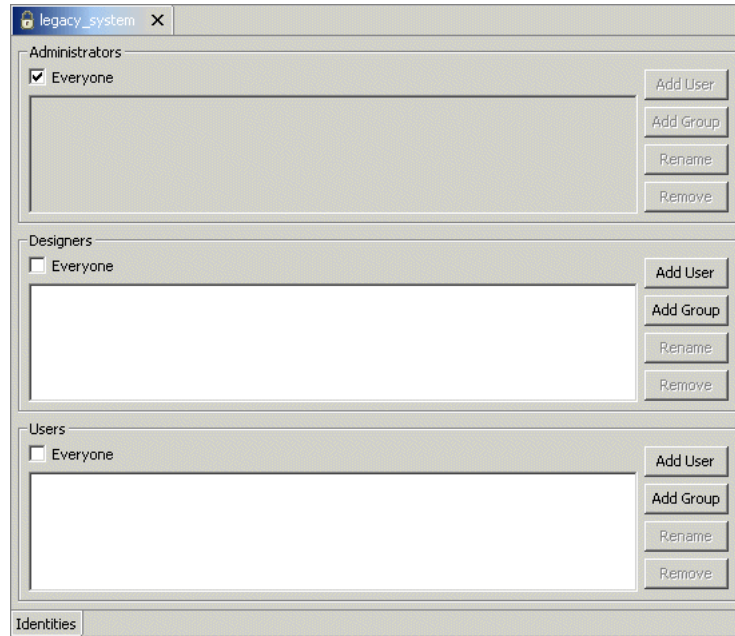 legacy_system
Administrators
Everyone
Add User
Add Group
Rename
Remove
Designers
Everyone
Add User
Add Group
Rename
Remove
Users
Everyone
Add User
Add Group
Rename
Remove
Identities